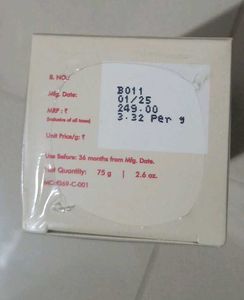 B. NO.:
B011
Mfg. Date:
01/25
MRP : ₹
249.00
(Inclusive of all taxes)
3.32 Per g
Unit Price/g: ₹
Use Before: 36 months from Mfg. Date.
Net Quantity: 75 g | 2.6 oz.